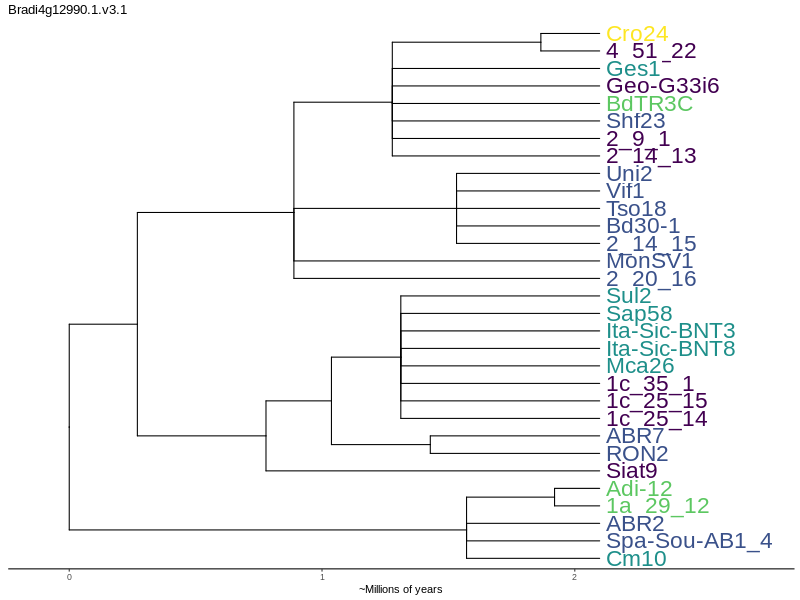 Bradi4g12990.1.v3.1
Cro24
4_51_22
Ges1
Geo-G33i6
BdTR3C
Shf23
2_9_1
2_14_13
Uni2
Vif1
Tso18
Bd30-1
2_14_15
MonSV1
2_20_16
Sul2
Sap58
Ita-Sic-BNT3
Ita-Sic-BNT8
Mca26
1c_35_1
1c_25_15
1c_25_14
ABR7
RON2
Siat9
Adi-12
1a_29_12
ABR2
Spa-Sou-AB1_4
Cm10
0 1 2
~Millions of years